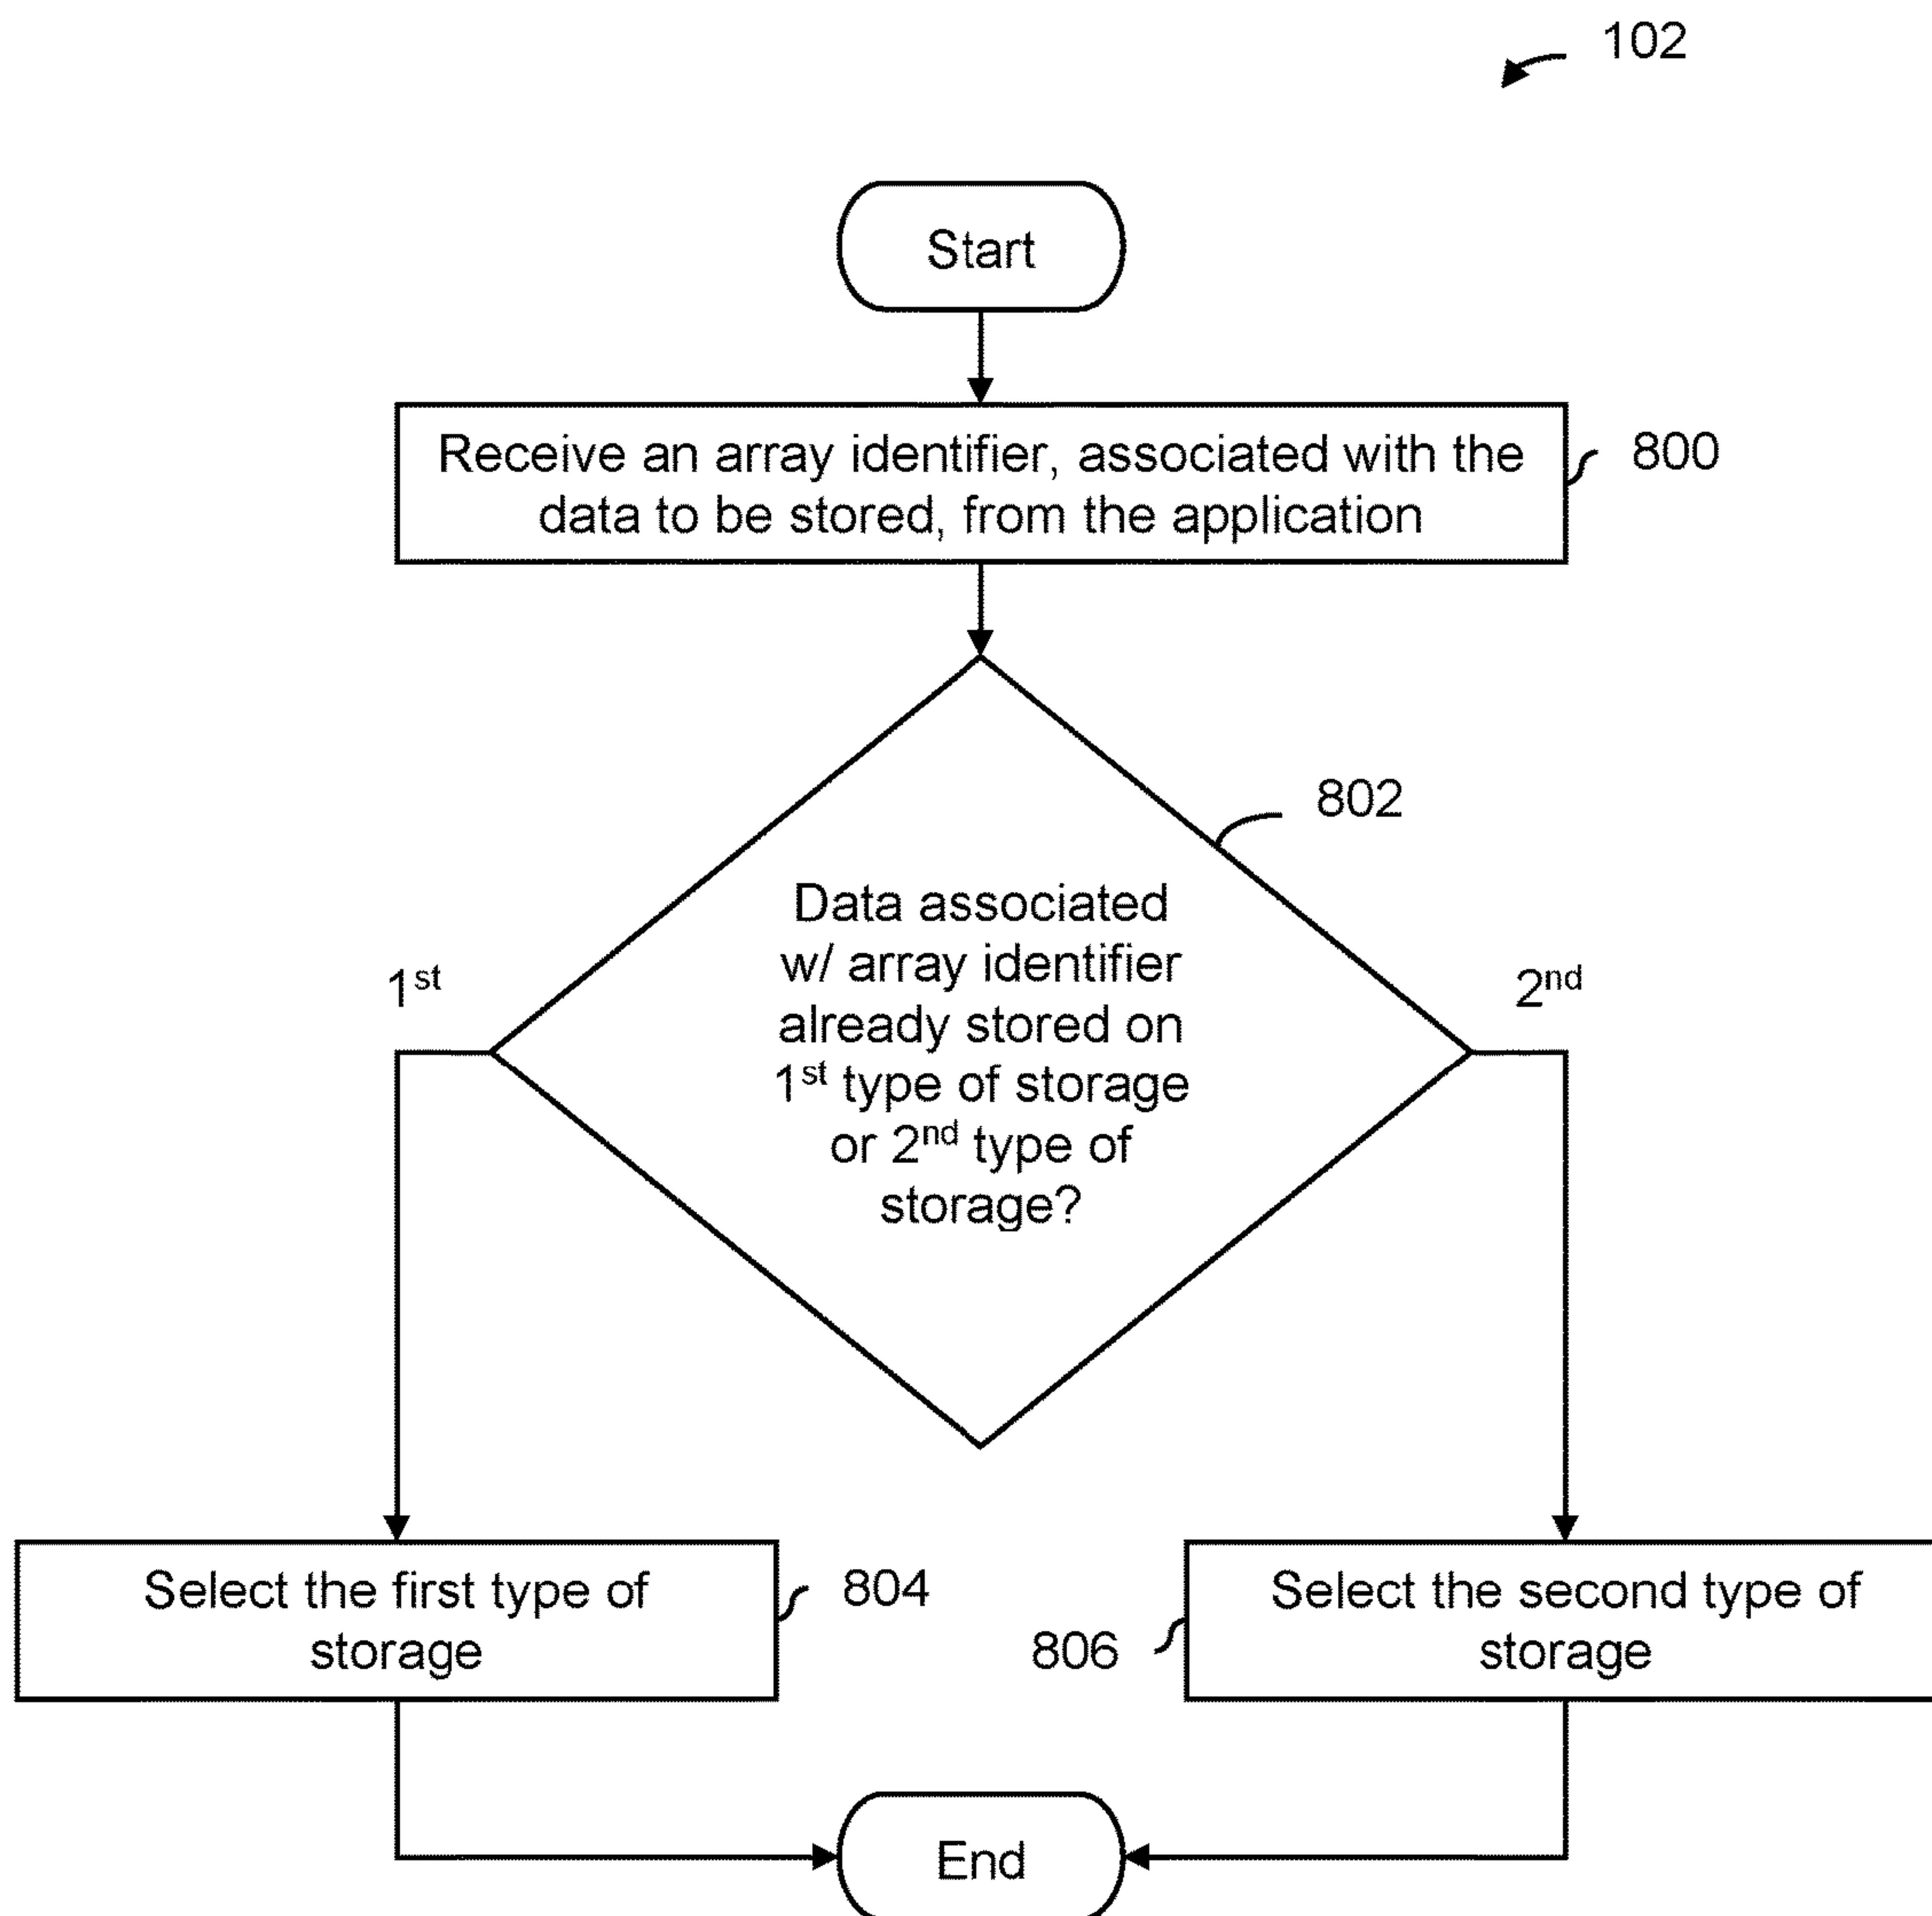 102
Start
Receive an array identifier, associated with the
data to be stored, from the application
800
802
Data associated
w/ array identifier
already stored on
1st type of storage
or 2nd type of
storage?
1st
2nd
Select the first type of
storage
804
Select the second type of
storage
806
End